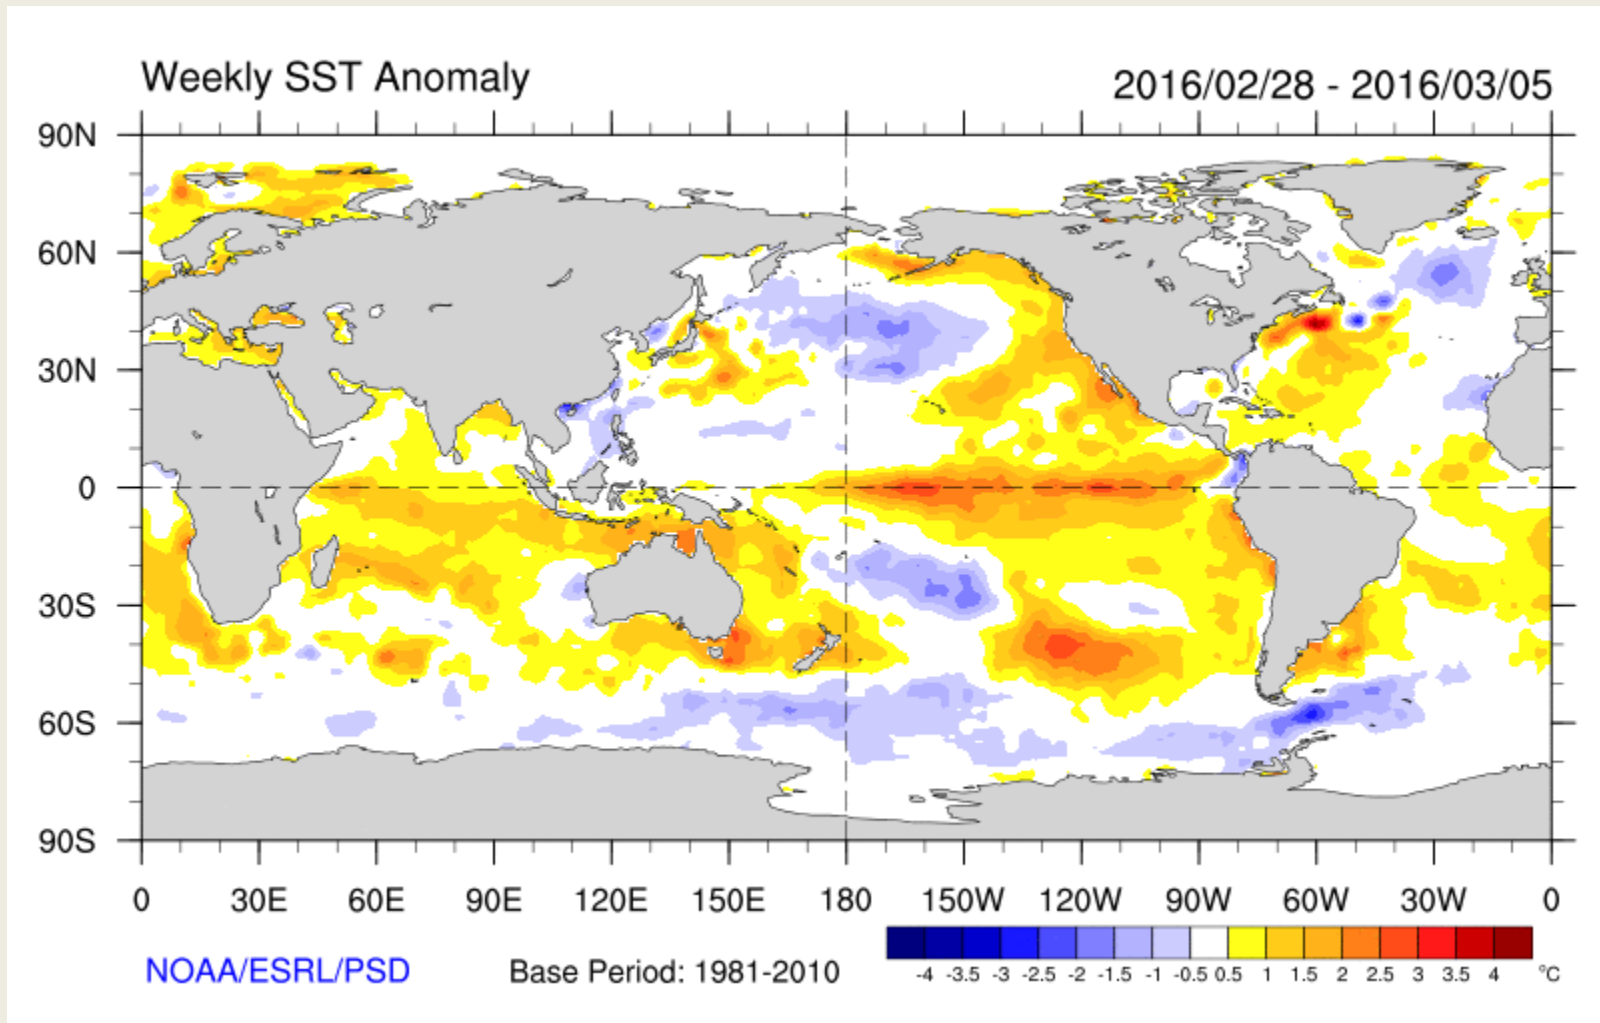 Weekly SST Anomaly
2016/02/28 - 2016/03/05
90N
60N
30N
0
30S
60S
90S
0 30E 60E 90E 120E 150E 180 150W 120W 90W 60W 30W 0
-4 -3.5 -3 -2.5 -2 -1.5 -1 -0.5 0.5 1 1.5 2 2.5 3 3.5 4 °C
NOAA/ESRL/PSD
Base Period: 1981-2010